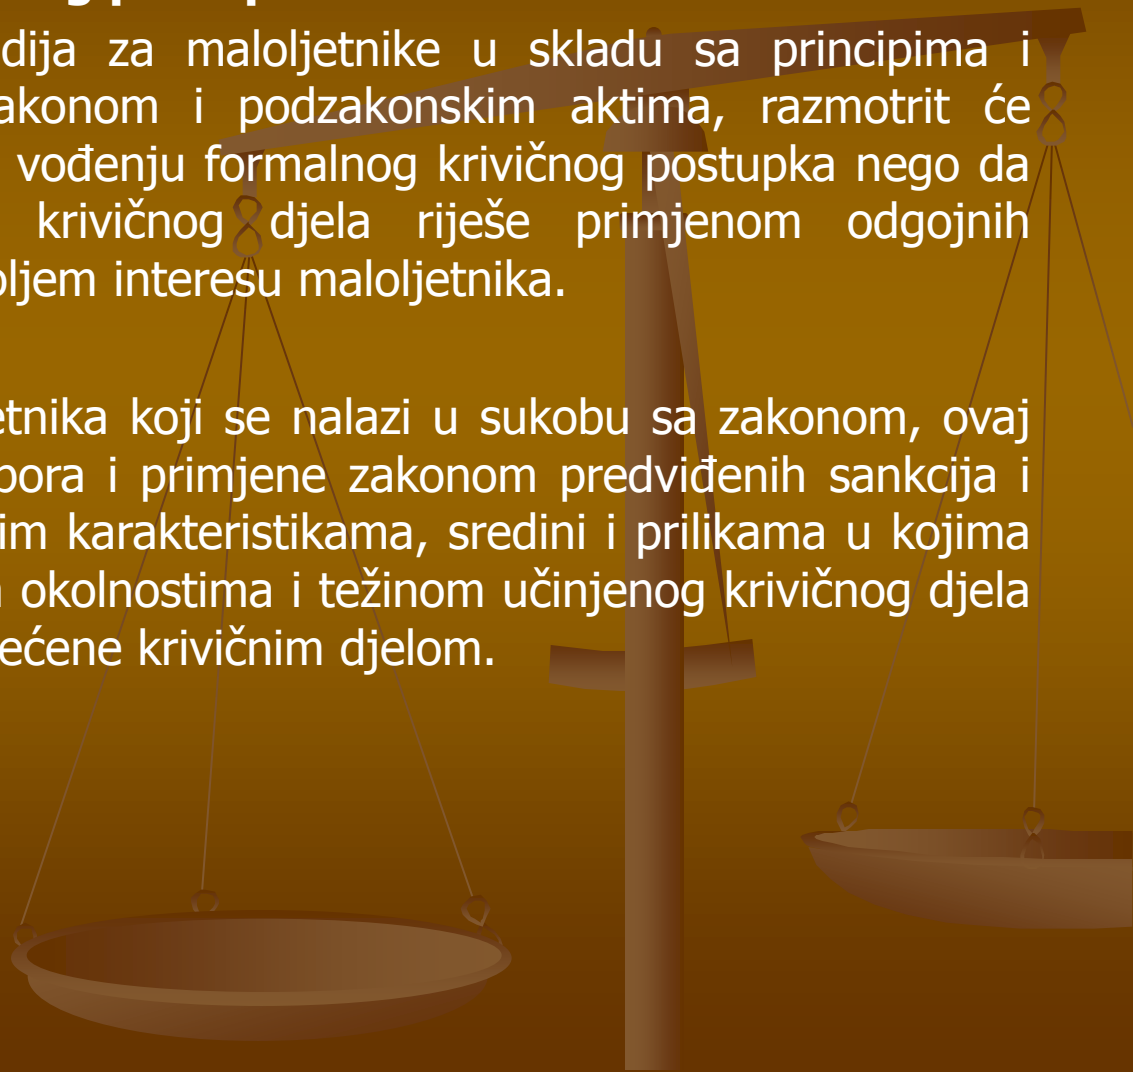 dija za maloljetnike u skladu sa principima i
akonom i podzakonskim aktima, razmotrit će
vođenju formalnog krivičnog postupka nego da
krivičnog djela riješe primjenom odgojnih
oljem interesu maloljetnika.
etnika koji se nalazi u sukobu sa zakonom, ovaj
bora i primjene zakonom predviđenih sankcija i
im karakteristikama, sredini i prilikama u kojima
okolnostima i težinom učinjenog krivičnog djela
ećene krivičnim djelom.